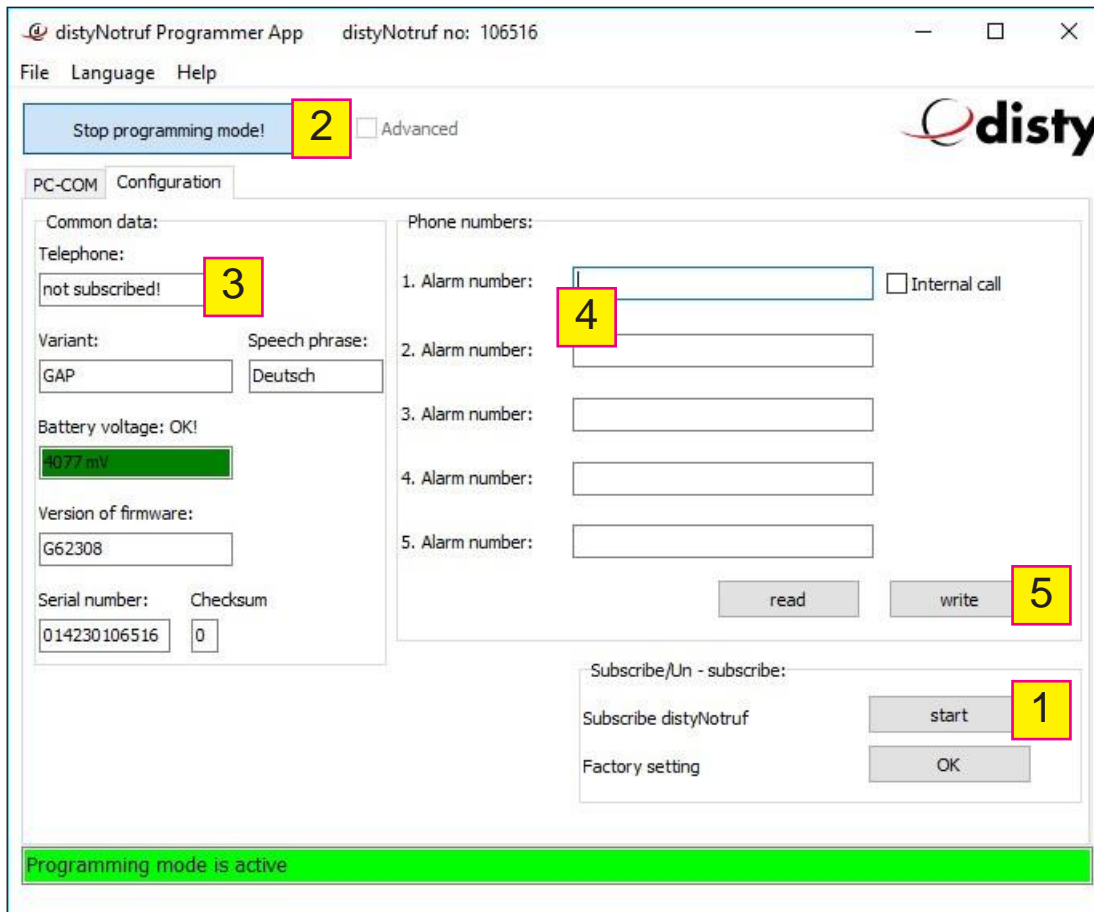 distyNotruf Programmer App distyNotruf no: 106516
File Language Help
Stop programming mode! 2 Advanced
disty
PC-COM Configuration
Common data:
Telephone:
not subscribed! 3
Variant: Speech phrase:
GAP Deutsch
Battery voltage: OK!
4077 mV
Version of firmware:
G62308
Serial number: Checksum
014230106516 0
Phone numbers:
1. Alarm number: Internal call
4
2. Alarm number:
3. Alarm number:
4. Alarm number:
5. Alarm number:
read write 5
Subscribe/Un - subscribe:
Subscribe distyNotruf start 1
Factory setting OK
Programming mode is active